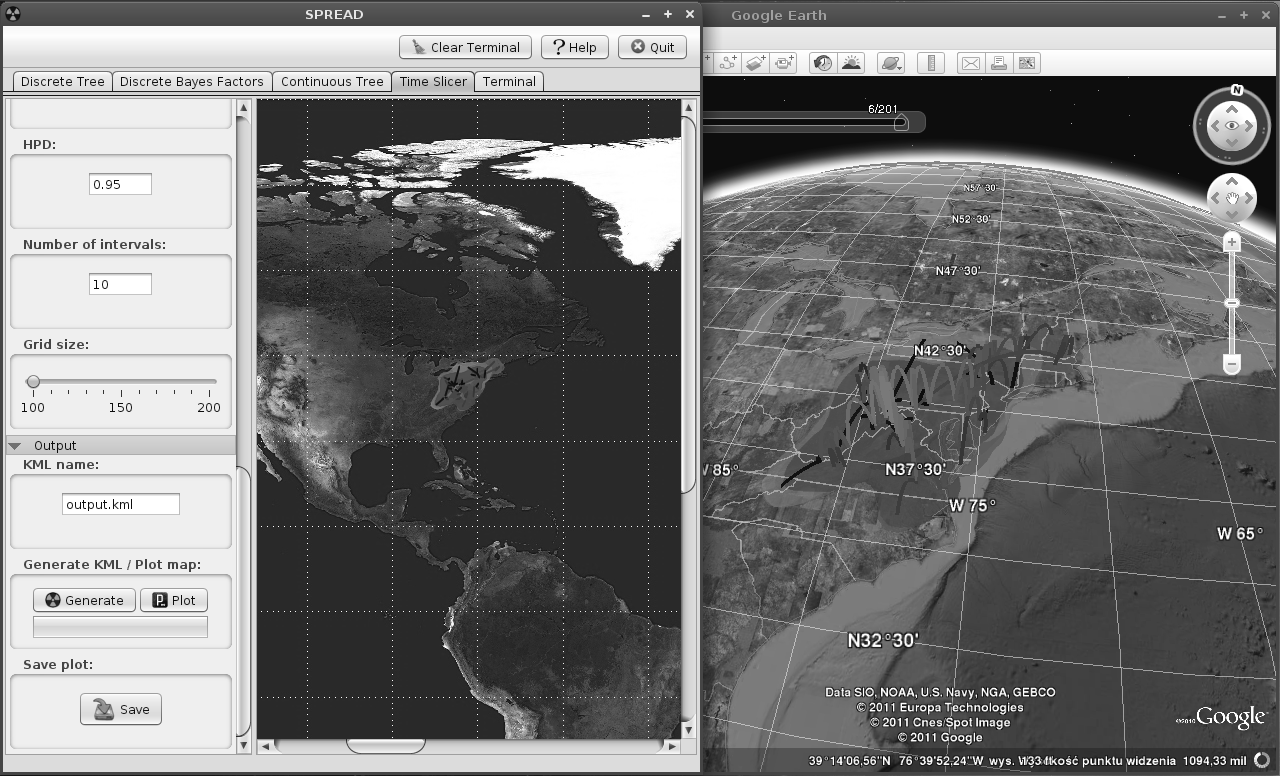 SPREAD
Clear Terminal
Help
Quit
Discrete Tree
Discrete Bayes Factors
Continuous Tree
Time Slicer
Terminal
HPD:
0.95
Number of intervals:
10
Grid size:
100 150 200
Output
KML name:
output.kml
Generate KML / Plot map:
Generate
Plot
Save plot:
Save
Google Earth
6/201
N
N57°30'
N52°30'
N47°30'
N42°30'
N37°30'
W 85°
W 75°
W 65°
N32°30'
Data SIO, NOAA, U.S. Navy, NGA, GEBCO
© 2011 Europa Technologies
© 2011 Cnes/Spot Image
© 2011 Google
©2010 Google
39°14'06,56"N 76°39'52.24"W wys. punktu widzenia 1094,33 mil